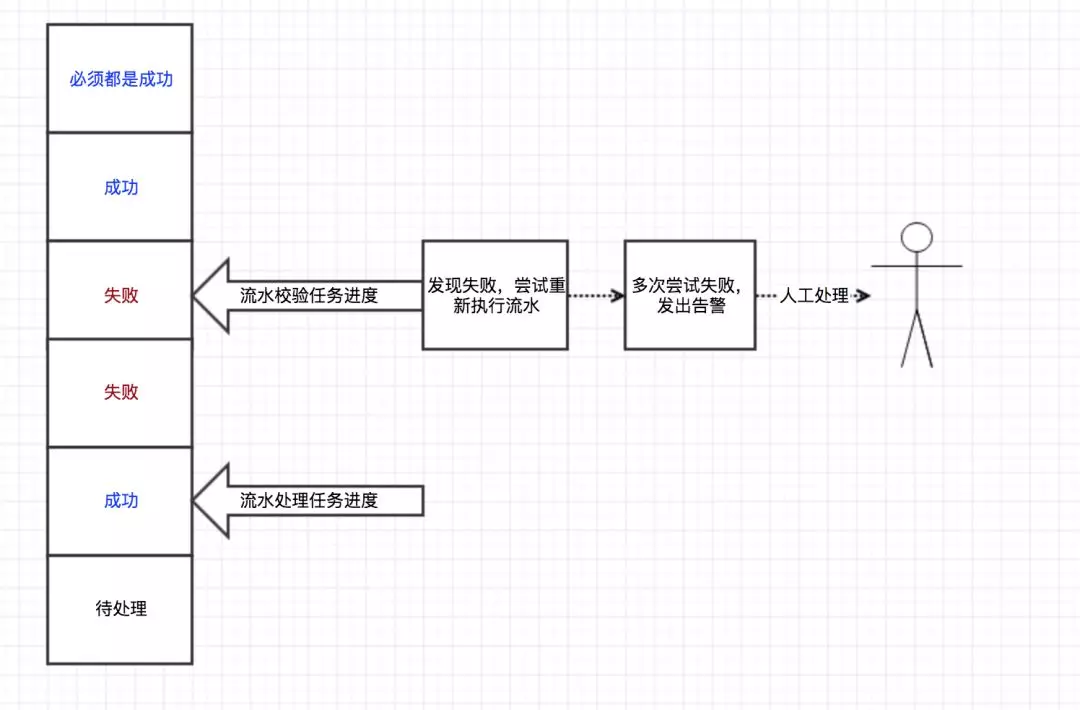 必须都是成功
成功
失败
流水校验任务进度
发现失败，尝试重
新执行流水
多次尝试失败，
发出告警
人工处理
失败
成功
流水处理任务进度
待处理